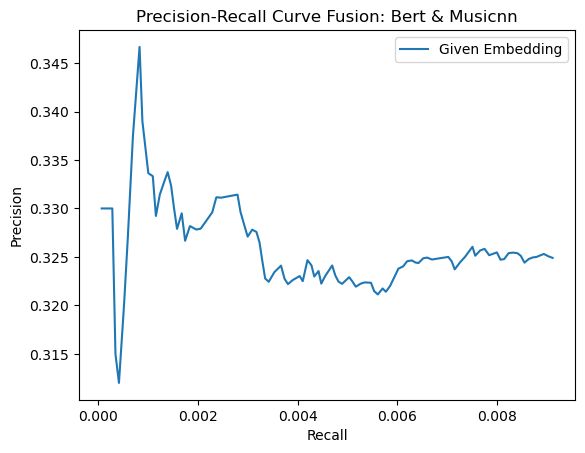 Precision-Recall Curve Fusion: Bert & Musicnn
Given Embedding
0.345
0.340
0.335
0.330
0.325
0.320
0.315
Precision
0.000 0.002 0.004 0.006 0.008
Recall